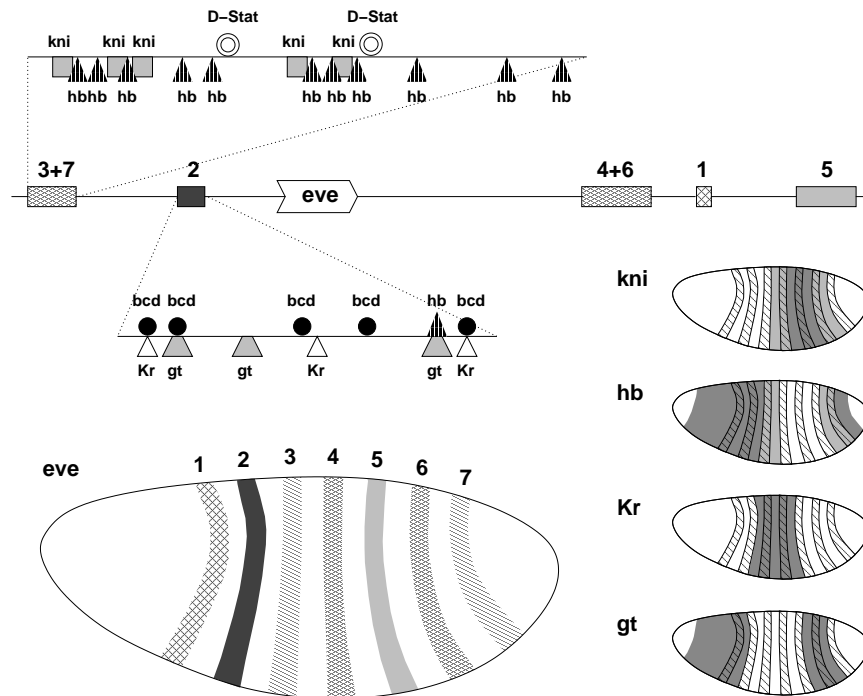 D-Stat D-Stat
kni kni kni kni kni
hb hb hb hb hb hb hb hb hb hb hb
3+7 2 4+6 1 5
eve
bcd bcd bcd bcd hb bcd
Kr gt gt Kr gt Kr
kni
hb
Kr
gt
eve
1 2 3 4 5 6 7